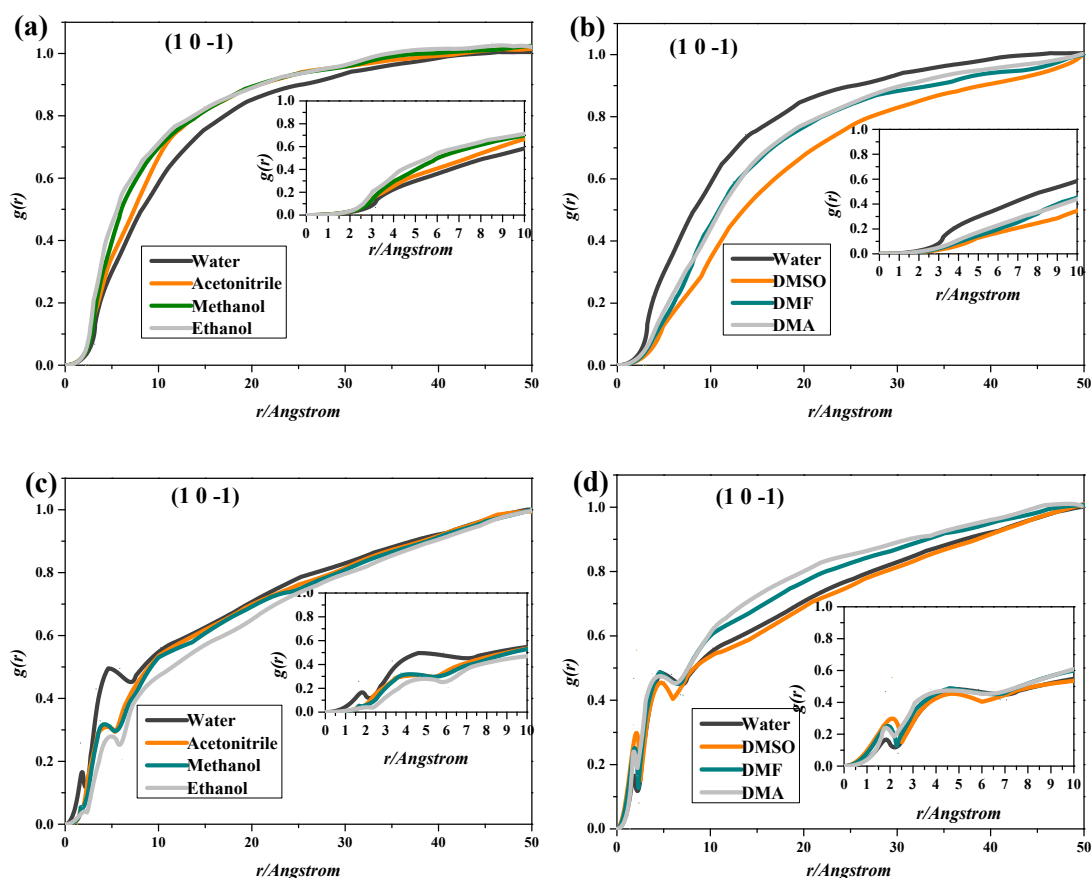 (a)
(1 0 -1)
g(r)
1.0
0.8
0.6
0.4
0.2
0.0
0 10 20 30 40 50
r/Angstrom
Water
Acetonitrile
Methanol
Ethanol
g(r)
1.0
0.8
0.6
0.4
0.2
0.0
0 1 2 3 4 5 6 7 8 9 10
r/Angstrom
(b)
(1 0 -1)
g(r)
1.0
0.8
0.6
0.4
0.2
0.0
0 10 20 30 40 50
r/Angstrom
Water
DMSO
DMF
DMA
g(r)
1.0
0.8
0.6
0.4
0.2
0.0
0 1 2 3 4 5 6 7 8 9 10
r/Angstrom
(c)
(1 0 -1)
g(r)
1.0
0.8
0.6
0.4
0.2
0.0
0 10 20 30 40 50
r/Angstrom
Water
Acetonitrile
Methanol
Ethanol
g(r)
1.0
0.8
0.6
0.4
0.2
0.0
0 1 2 3 4 5 6 7 8 9 10
r/Angstrom
(d)
(1 0 -1)
g(r)
1.0
0.8
0.6
0.4
0.2
0.0
0 10 20 30 40 50
r/Angstrom
Water
DMSO
DMF
DMA
g(r)
1.0
0.8
0.6
0.4
0.2
0.0
0 1 2 3 4 5 6 7 8 9 10
r/Angstrom